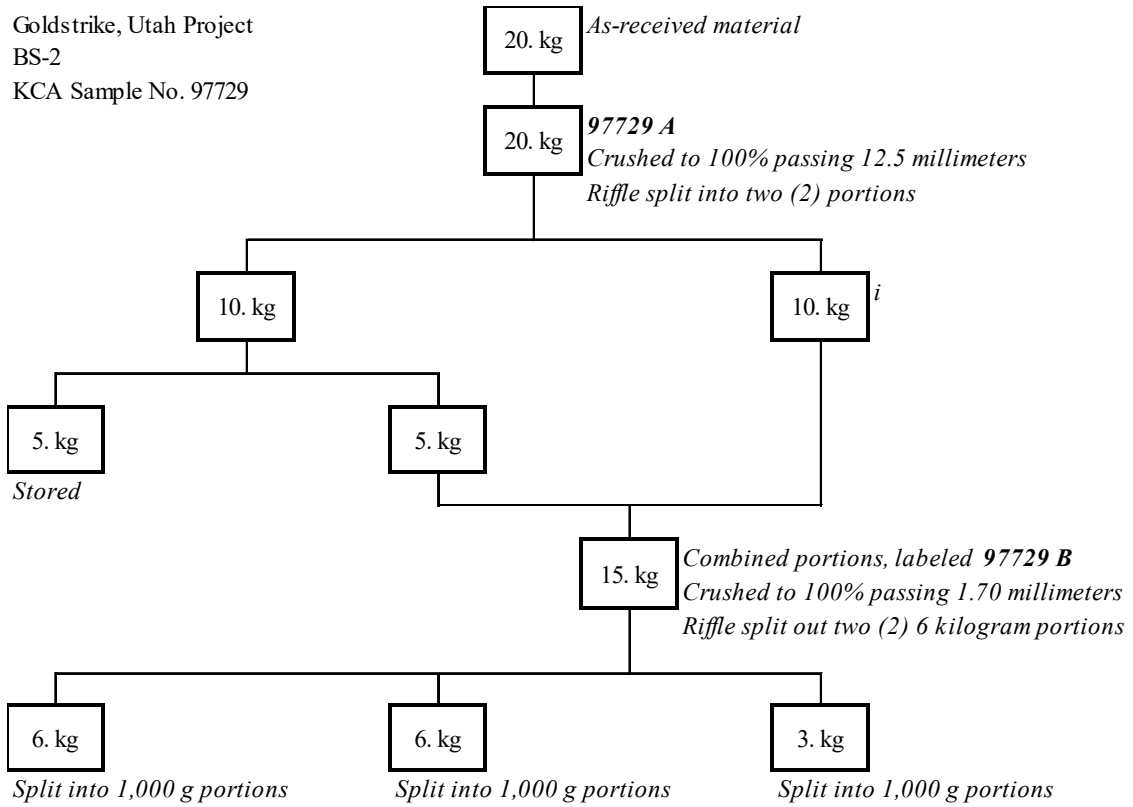 Goldstrike, Utah Project
BS-2
KCA Sample No. 97729
20. kg
As-received material
20. kg
97729 A
Crushed to 100% passing 12.5 millimeters
Riffle split into two (2) portions
10. kg
10. kg
i
5. kg
5. kg
Stored
15. kg
Combined portions, labeled 97729 B
Crushed to 100% passing 1.70 millimeters
Riffle split out two (2) 6 kilogram portions
6. kg
6. kg
3. kg
Split into 1,000 g portions
Split into 1,000 g portions
Split into 1,000 g portions